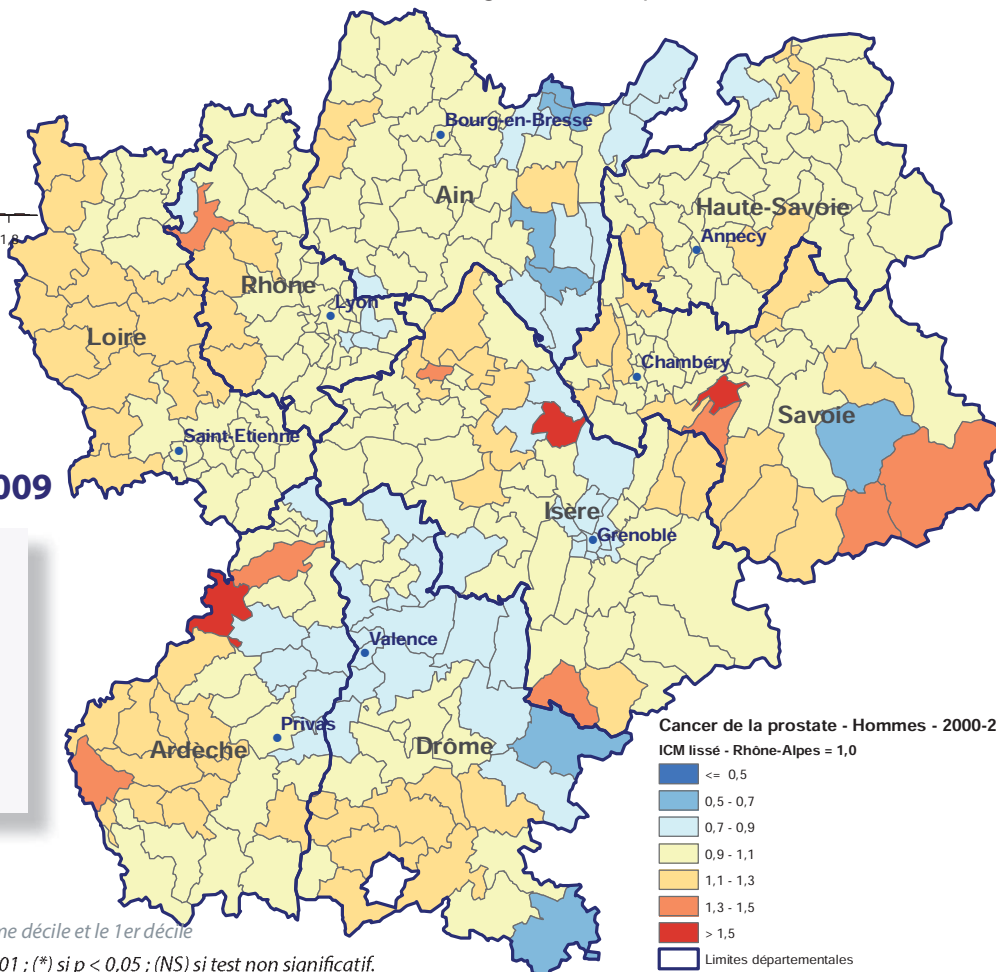 Bourg-en-Bresse
Ain
Haute-Savoie
Annecy
Rhône
Lyon
Loire
Chambéry
Savoie
Saint-Etienne
009
Isère
Grenoble
Valence
Privas
Ardèche
Drôme
Cancer de la prostate - Hommes - 2000-2
ICM lissé - Rhône-Alpes = 1,0
<= 0,5
0,5 - 0,7
0,7 - 0,9
0,9 - 1,1
1,1 - 1,3
1,3 - 1,5
> 1,5
Limites départementales
me décile et le 1er décile
01 ; (*) si p < 0,05 ; (NS) si test non significatif.